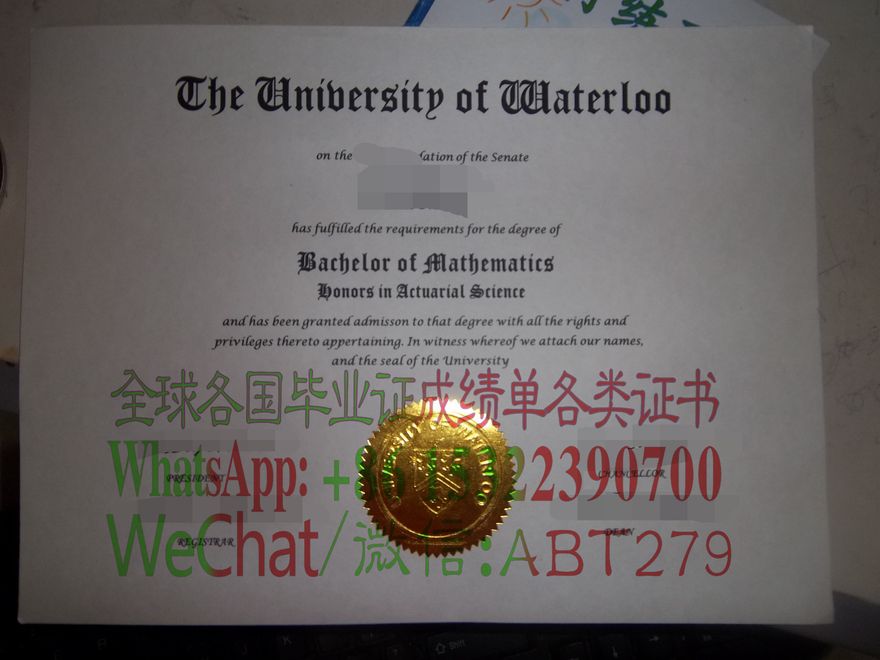 The University of Waterloo
on the of the Senate
has fulfilled the requirements for the degree of
Bachelor of Mathematics
Honors in Actuarial Science
and has been granted admisson to that degree with all the rights and
privileges thereto appertaining. In witness whereof we attach our names,
and the seal of the University
全球各国毕业证成绩单各类证书
WhatsApp: +86
PRESIDENT
CHANCELLOR
WeChat/微信:ABT279
REGISTRAR
DEAN
Shift